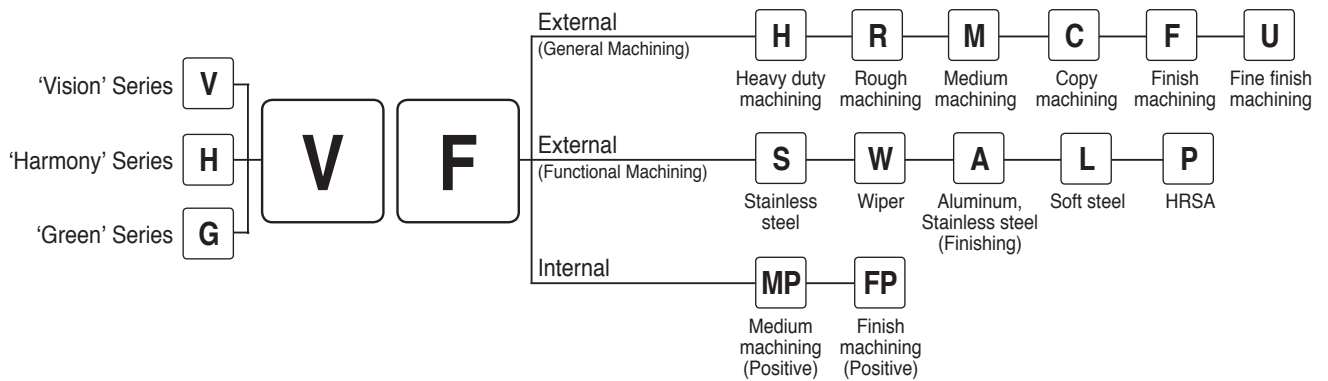 'Vision' Series V
'Harmony' Series H
'Green' Series G
V F
External
(General Machining)
H R M C F U
Heavy duty machining
Rough machining
Medium machining
Copy machining
Finish machining
Fine finish machining
External
(Functional Machining)
S W A L P
Stainless steel
Wiper
Aluminum, Stainless steel (Finishing)
Soft steel
HRSA
Internal
MP FP
Medium machining (Positive)
Finish machining (Positive)